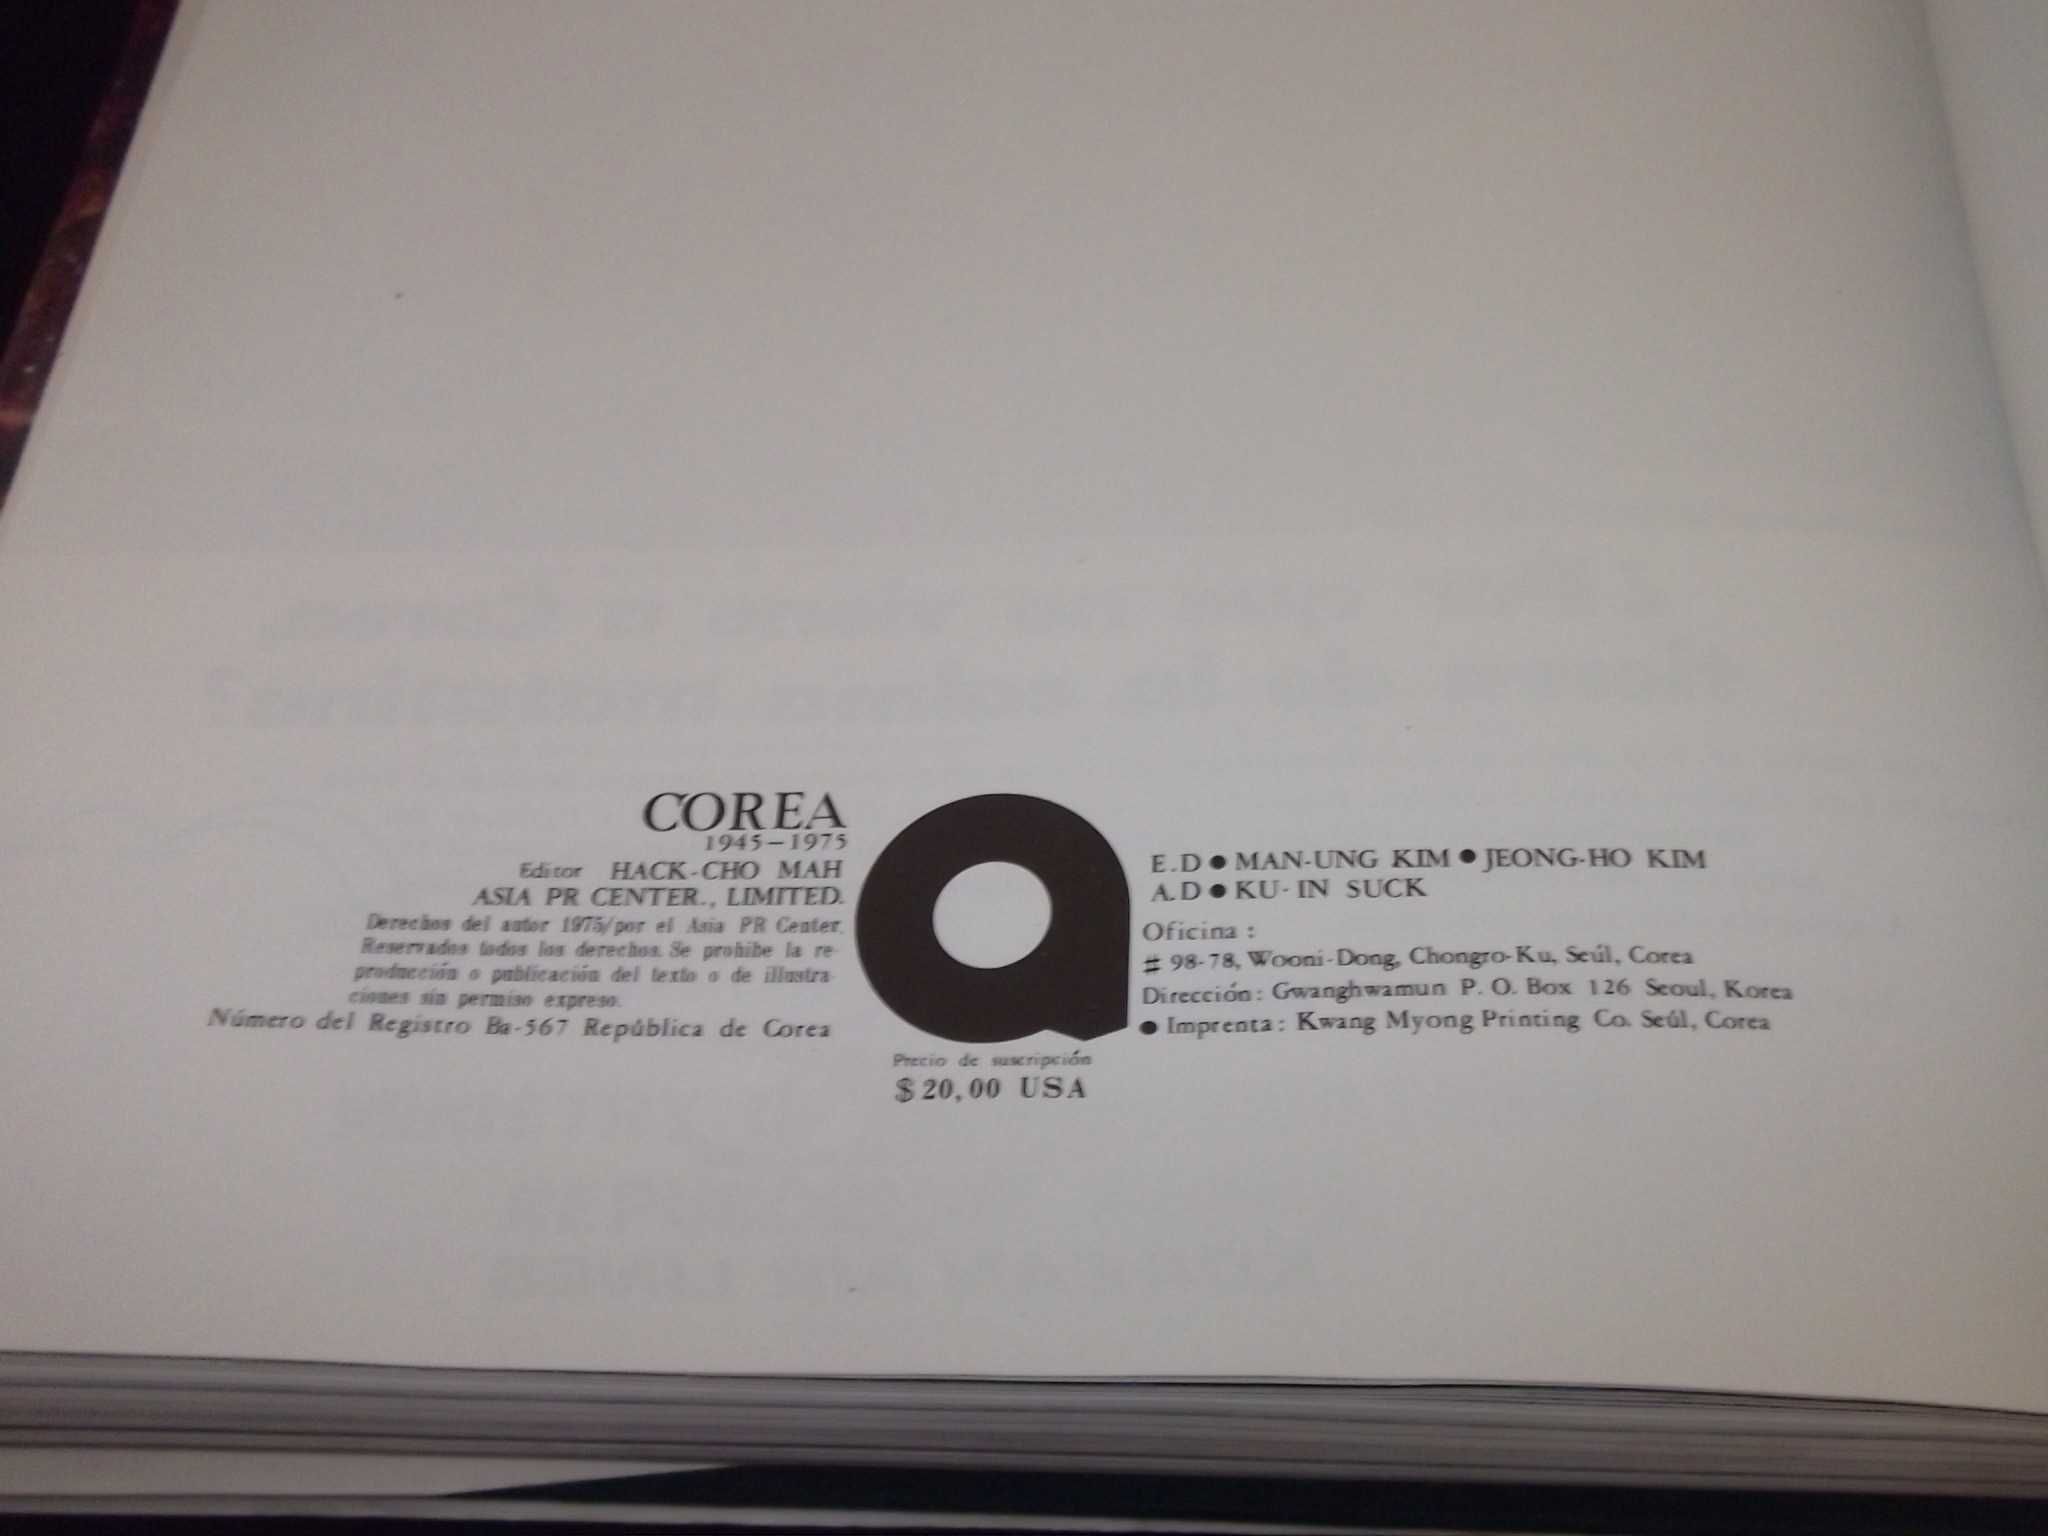 COREA
1945-1975
Editor HACK-CHO MAH
ASIA PR CENTER., LIMITED.
Derechos del autor 1975/por el Asia PR Center.
Reservados todos los derechos. Se prohibe la re-
producción o publicación del texto o de illustra-
ciones sin permiso expreso.
Número del Registro Ba-567 República de Corea
a
Precio de suscripción
$20,00 USA
E.D ● MAN-UNG KIM ● JEONG-HO KIM
A.D ● KU-IN SUCK
Oficina :
# 98-78, Wooni-Dong, Chongro-Ku, Seúl, Corea
Dirección: Gwanghwamun P. O. Box 126 Seoul, Korea
● Imprenta: Kwang Myong Printing Co. Seúl, Corea